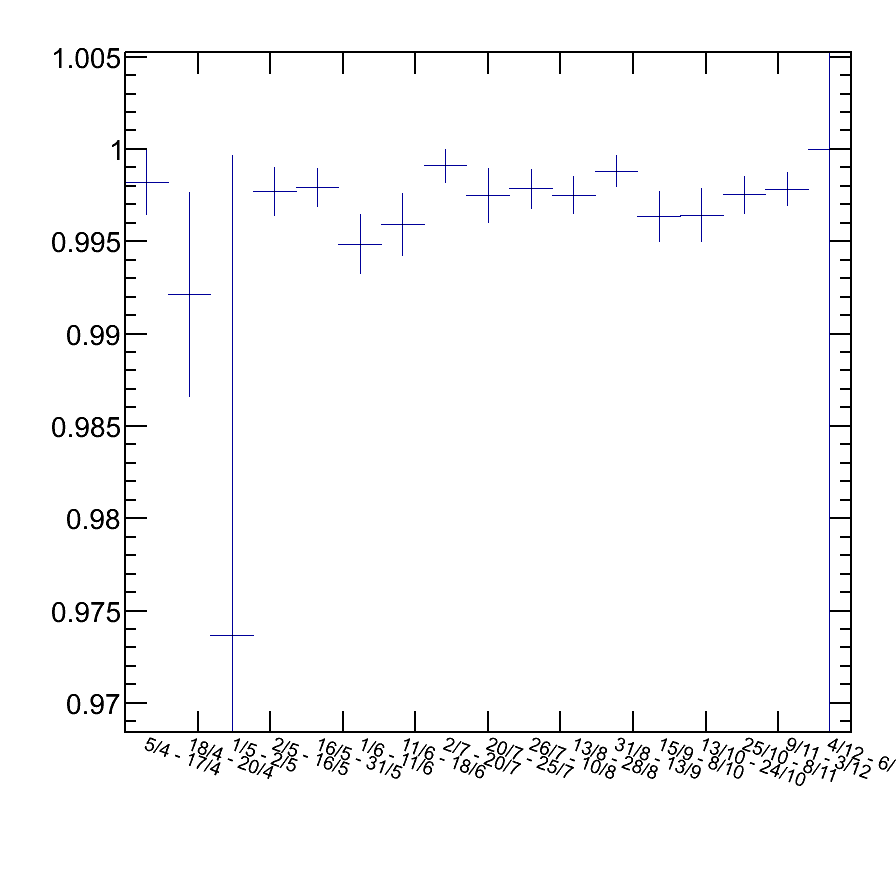 1.005
1
0.995
0.99
0.985
0.98
0.975
0.97
5/4 - 17/4
18/4 - 20/4
1/5 - 2/5
2/5 - 16/5
16/5 - 31/5
1/6 - 11/6
11/6 - 18/6
2/7 - 20/7
20/7 - 25/7
26/7 - 10/8
13/8 - 28/8
31/8 - 13/9
15/9 - 8/10
13/10 - 24/10
25/10 - 8/11
9/11 - 3/12
4/12 - 6/